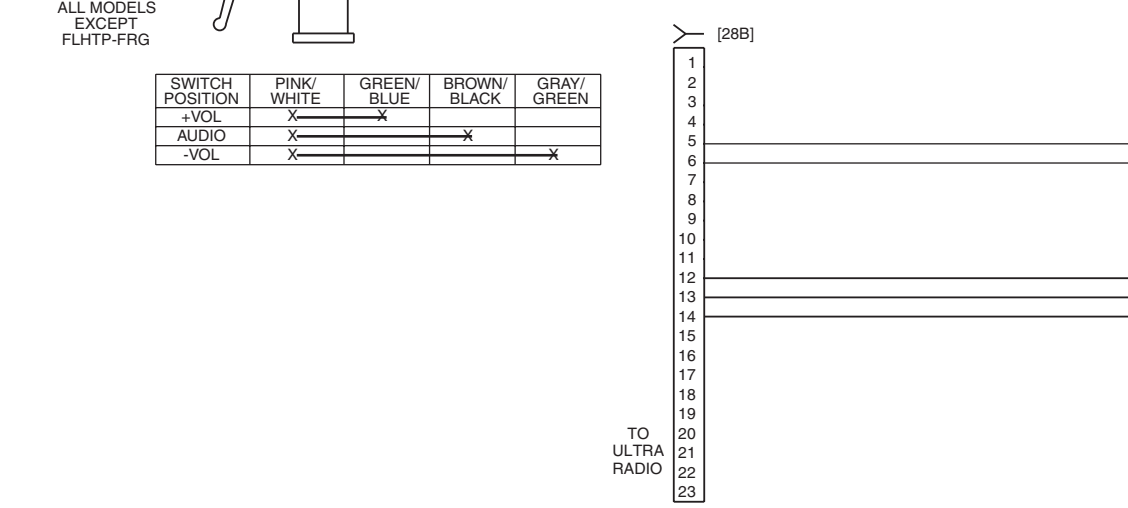 ALL MODELS
EXCEPT
FLHTP-FRG
SWITCH POSITION PINK/ WHITE GREEN/ BLUE BROWN/ BLACK GRAY/ GREEN
+VOL X X
AUDIO X X
-VOL X X
[28B]
1
2
3
4
5
6
7
8
9
10
11
12
13
14
15
16
17
18
19
20
21
22
23
TO
ULTRA
RADIO